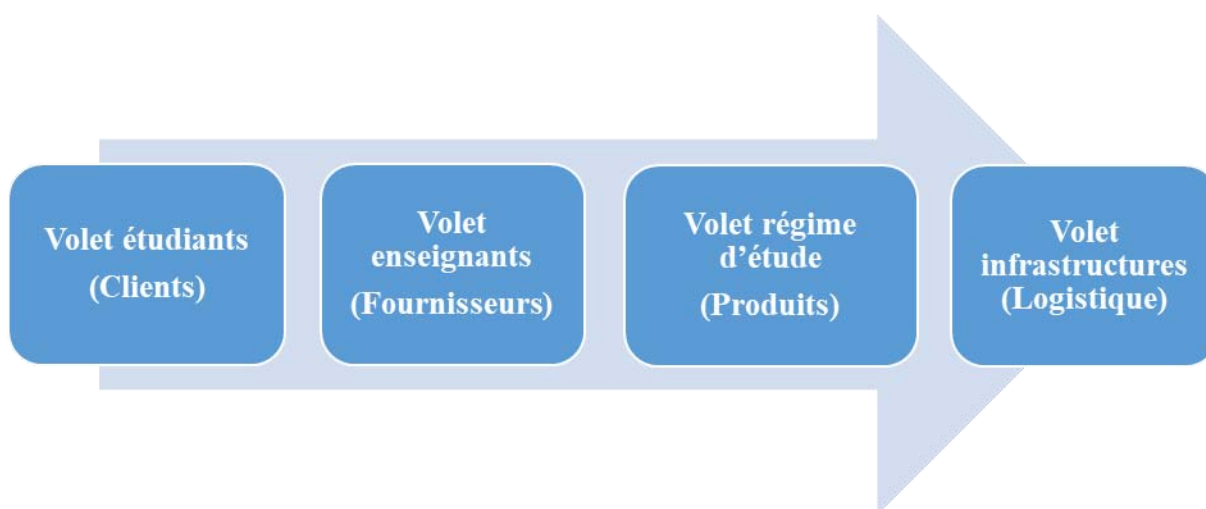 Volet étudiants
(Clients)
Volet
enseignants
(Fournisseurs)
Volet régime
d’étude
(Produits)
Volet
infrastructures
(Logistique)